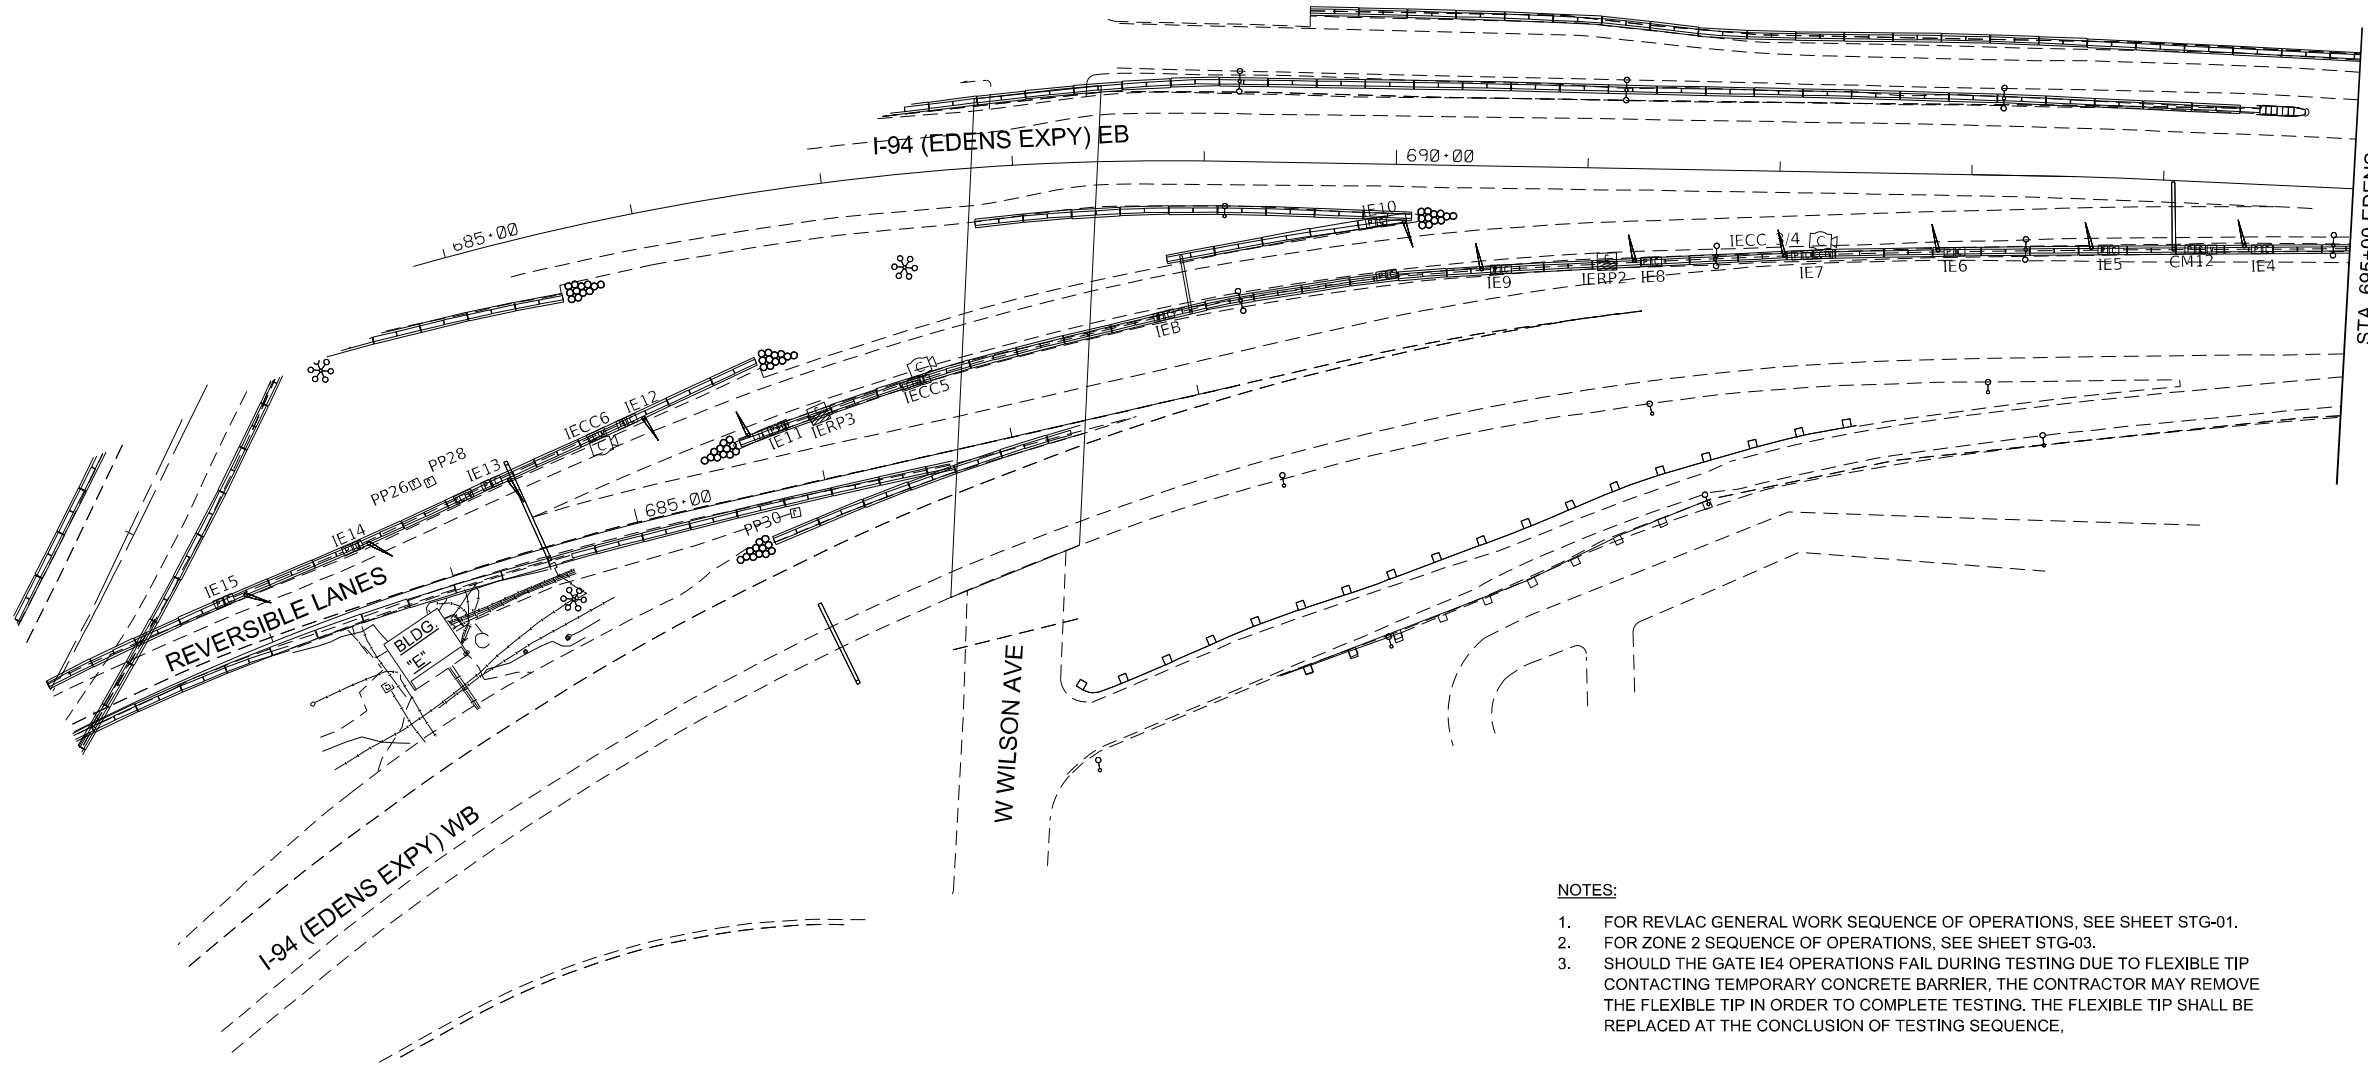 I-94 (EDENS EXPY) EB
690+00
685+00
IE10
IECC 3/4
C
IE9
IERP2
IE8
IE7
IE6
IE5
CM12
IE4
STA. 695+00 EDENS
IEB
C
IECC5
IE12
IECC6
C
IE11
IERP3
PP28
PP26
IE13
685+00
PP30
IE14
IE15
REVERSIBLE LANES
BLDG.
"E"
C
W WILSON AVE
I-94 (EDENS EXPY) WB
NOTES:
1. FOR REVLAC GENERAL WORK SEQUENCE OF OPERATIONS, SEE SHEET STG-01.
2. FOR ZONE 2 SEQUENCE OF OPERATIONS, SEE SHEET STG-03.
3. SHOULD THE GATE IE4 OPERATIONS FAIL DURING TESTING DUE TO FLEXIBLE TIP
CONTACTING TEMPORARY CONCRETE BARRIER, THE CONTRACTOR MAY REMOVE
THE FLEXIBLE TIP IN ORDER TO COMPLETE TESTING. THE FLEXIBLE TIP SHALL BE
REPLACED AT THE CONCLUSION OF TESTING SEQUENCE,